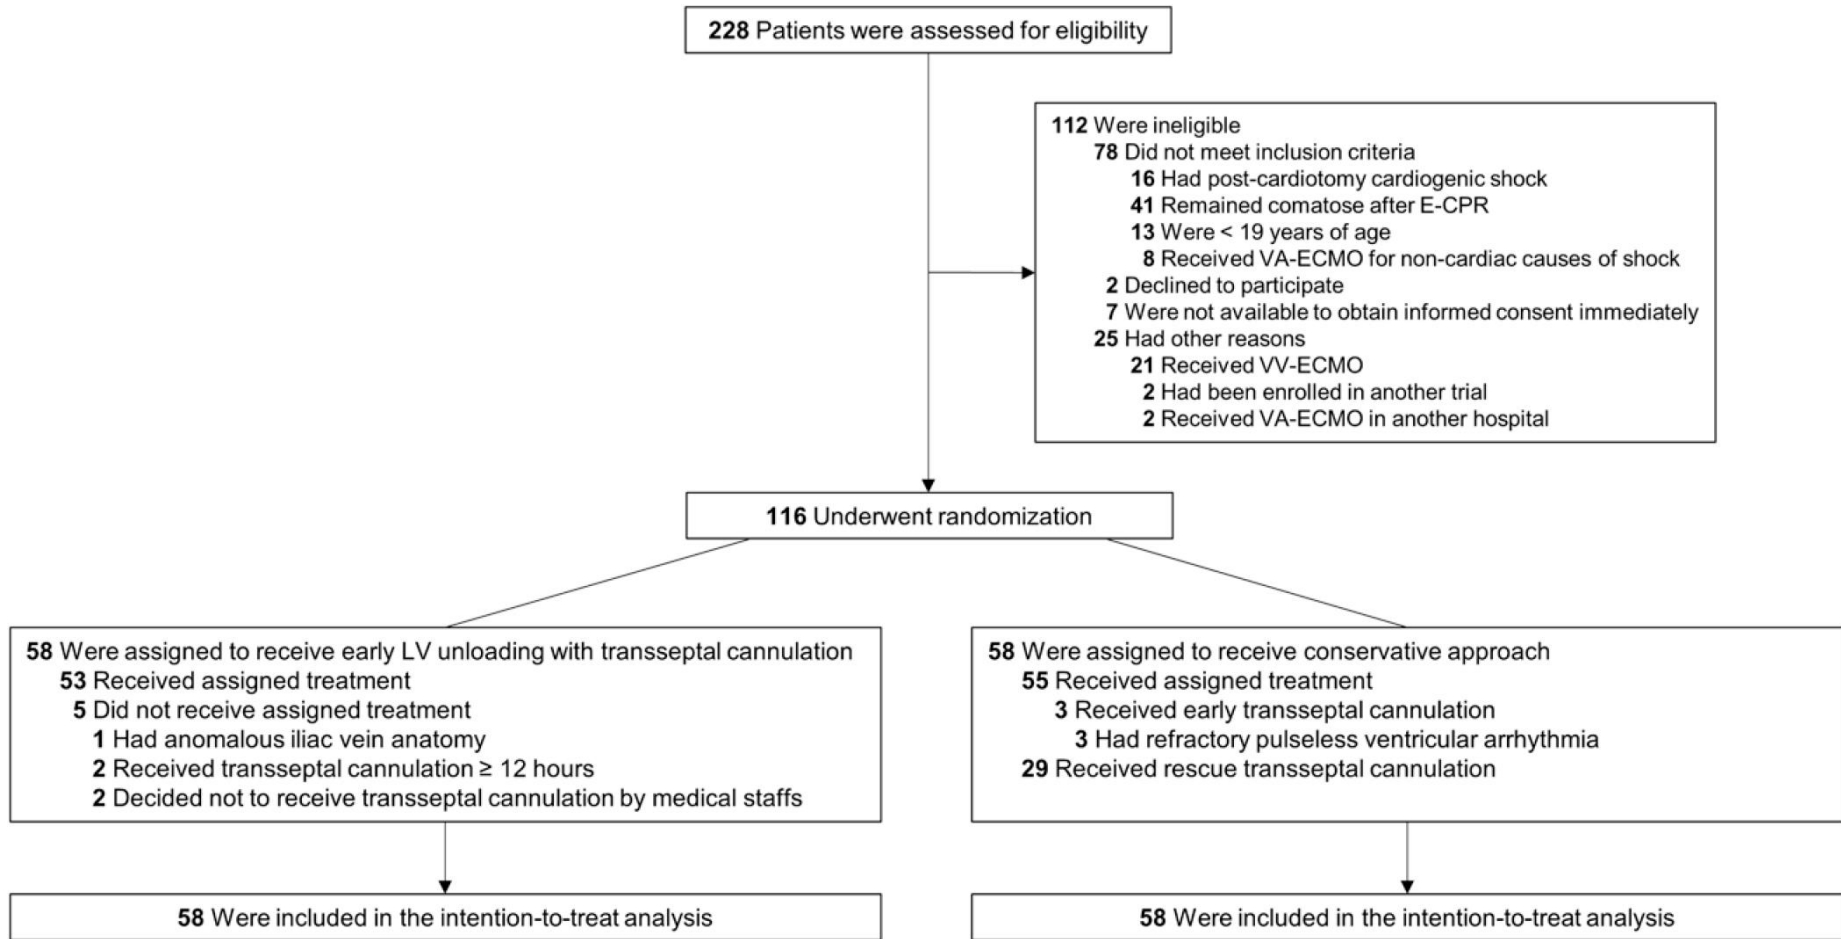 228 Patients were assessed for eligibility
112 Were ineligible
78 Did not meet inclusion criteria
16 Had post-cardiotomy cardiogenic shock
41 Remained comatose after E-CPR
13 Were < 19 years of age
8 Received VA-ECMO for non-cardiac causes of shock
2 Declined to participate
7 Were not available to obtain informed consent immediately
25 Had other reasons
21 Received VV-ECMO
2 Had been enrolled in another trial
2 Received VA-ECMO in another hospital
116 Underwent randomization
58 Were assigned to receive early LV unloading with transseptal cannulation
53 Received assigned treatment
5 Did not receive assigned treatment
1 Had anomalous iliac vein anatomy
2 Received transseptal cannulation ≥ 12 hours
2 Decided not to receive transseptal cannulation by medical staffs
58 Were assigned to receive conservative approach
55 Received assigned treatment
3 Received early transseptal cannulation
3 Had refractory pulseless ventricular arrhythmia
29 Received rescue transseptal cannulation
58 Were included in the intention-to-treat analysis
58 Were included in the intention-to-treat analysis